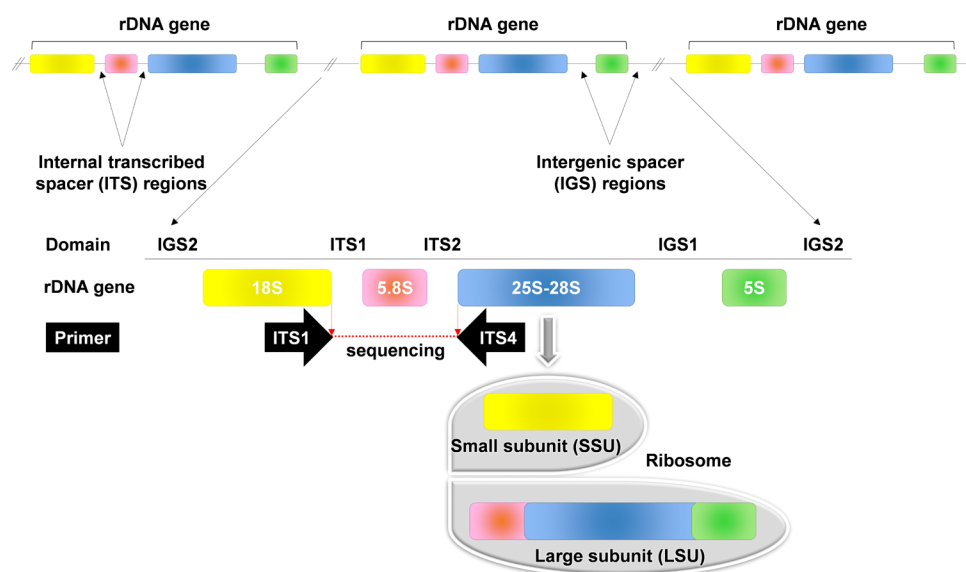 rDNA gene
rDNA gene
rDNA gene
Internal transcribed
spacer (ITS) regions
Intergenic spacer
(IGS) regions
Domain IGS2 ITS1 ITS2 IGS1 IGS2
rDNA gene 18S 5.8S 25S-28S 5S
Primer ITS1 ITS4
sequencing
Small subunit (SSU)
Ribosome
Large subunit (LSU)